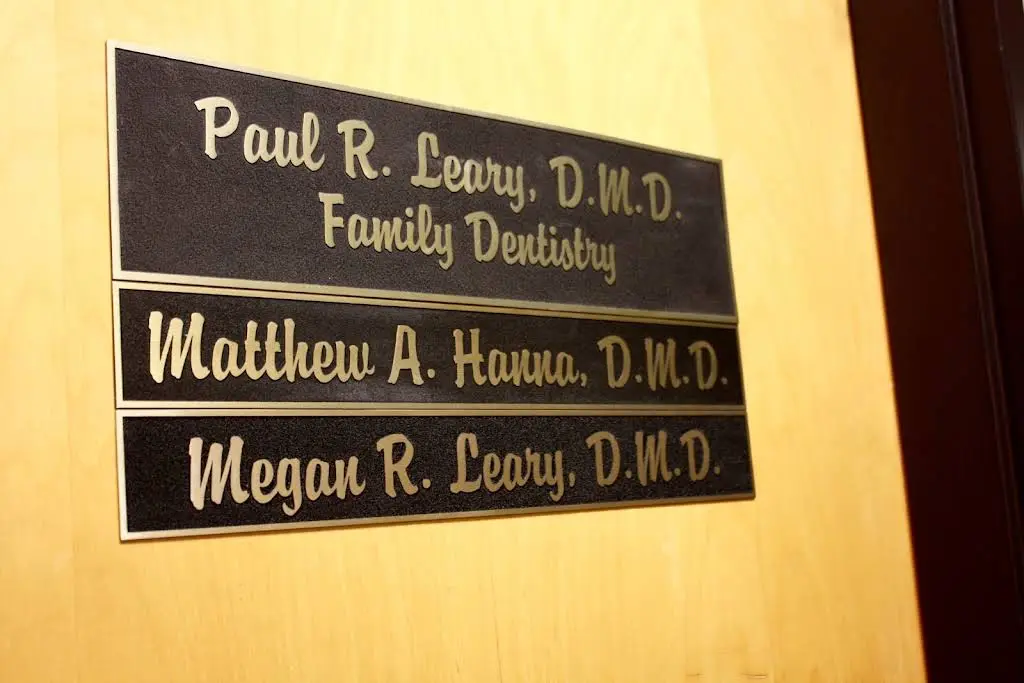 Paul R. Leary, D.M.D.
Family Dentistry
Matthew A. Hanna, D.M.D.
Megan R. Leary, D.M.D.